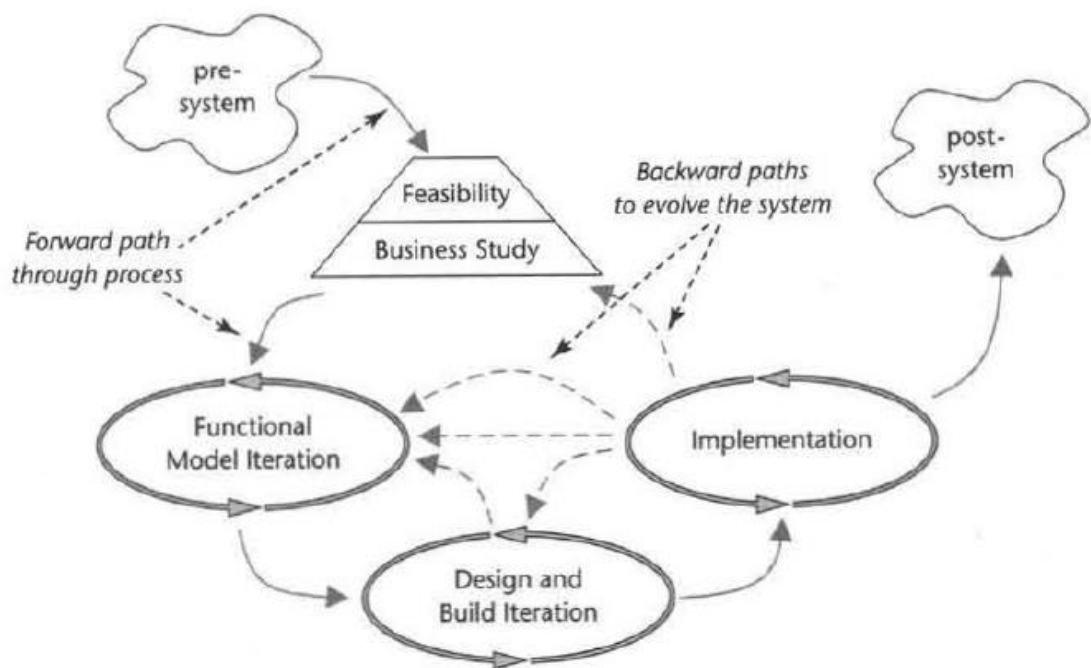 pre-
system
post-
system
Feasibility
Business Study
Backward paths
to evolve the system
Forward path
through process
Functional
Model Iteration
Implementation
Design and
Build Iteration